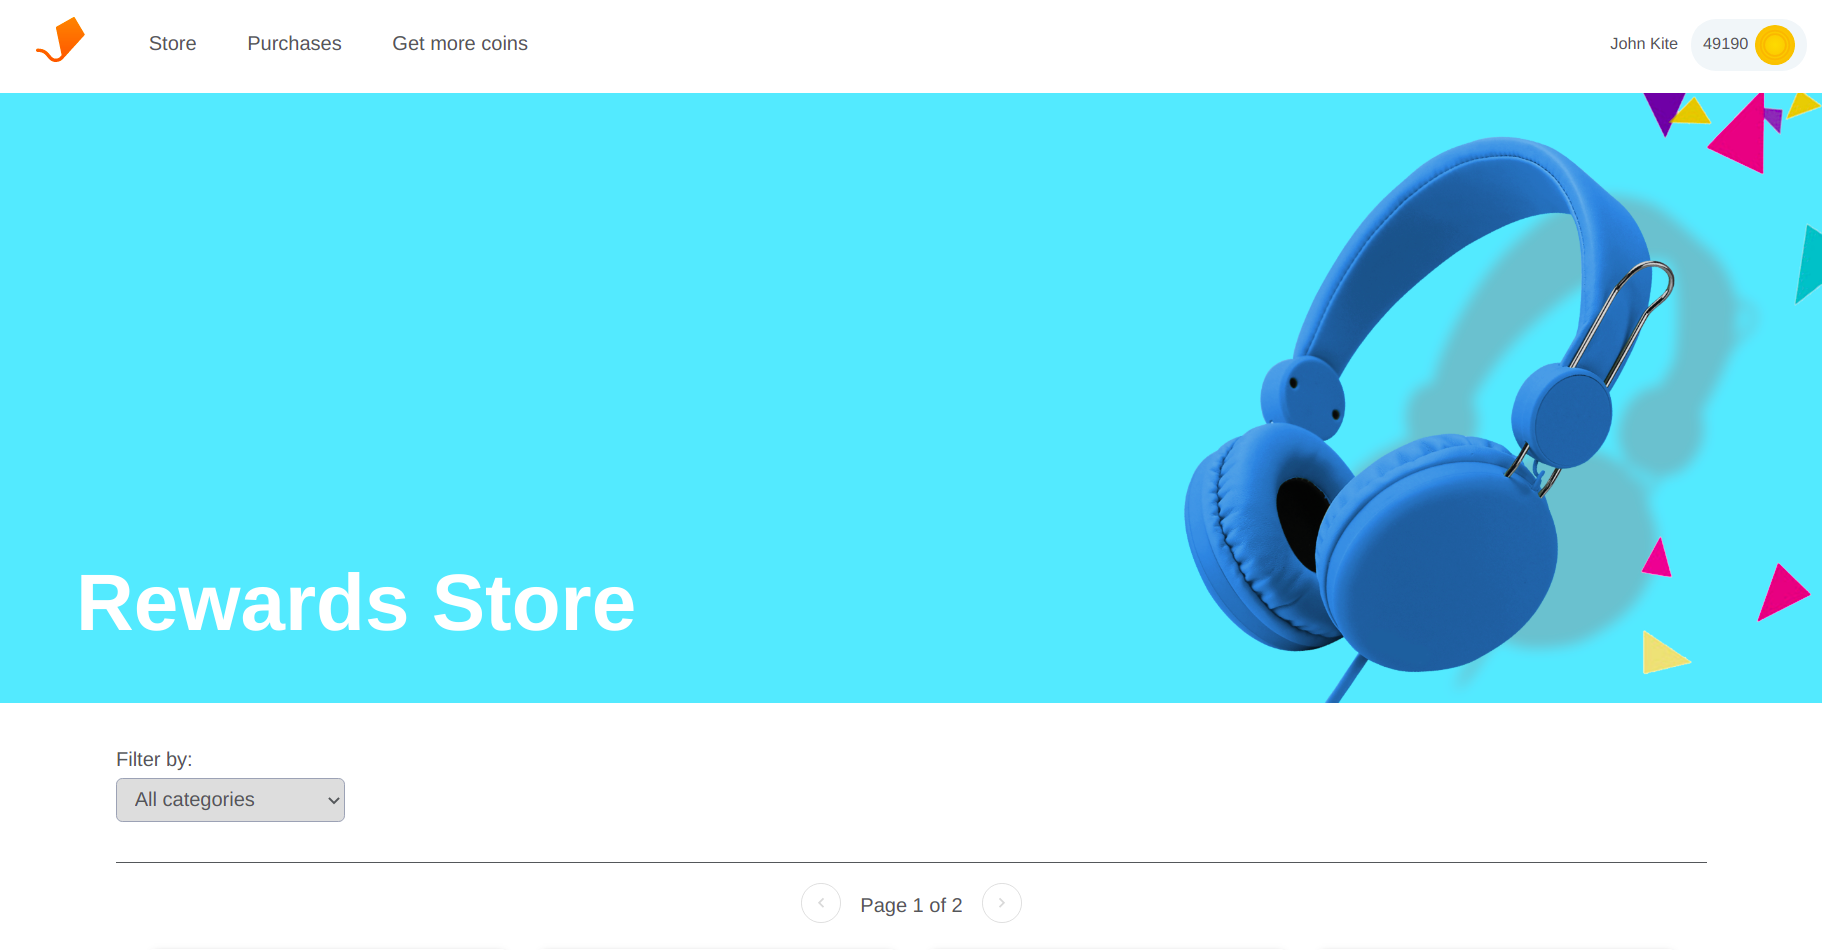 Store
Purchases
Get more coins
John Kite
49190
Rewards Store
Filter by:
All categories
Page 1 of 2